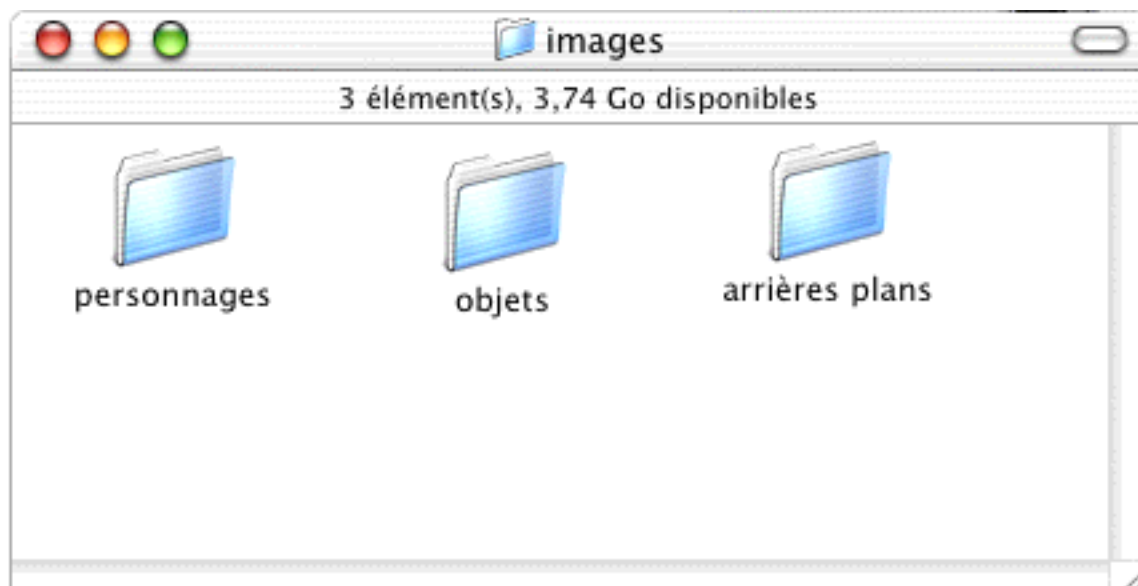 images
3 élément(s), 3,74 Go disponibles
personnages
objets
arrières plans